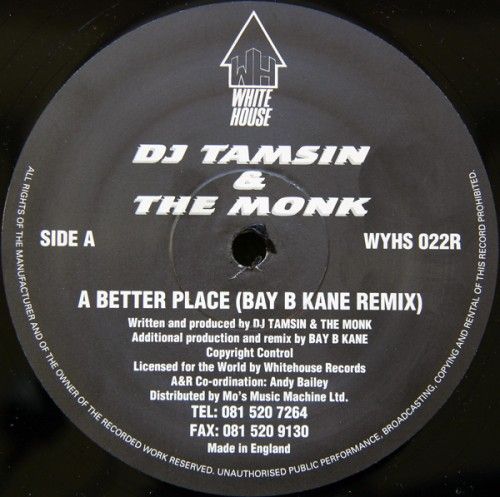 WH
WHITE
HOUSE
DJ TAMSIN
&
THE MONK
SIDE A
WYHS 022R
A BETTER PLACE (BAY B KANE REMIX)
Written and produced by DJ TAMSIN & THE MONK
Additional production and remix by BAY B KANE
Copyright Control
Licensed for the World by Whitehouse Records
A&R Co-ordination: Andy Bailey
Distributed by Mo's Music Machine Ltd.
TEL: 081 520 7264
FAX: 081 520 9130
Made in England
ALL RIGHTS OF THE MANUFACTURER AND OF THE OWNER OF THE RECORDED WORK RESERVED. UNAUTHORISED PUBLIC PERFORMANCE, BROADCASTING, COPYING AND RENTAL OF THIS RECORD PROHIBITED.